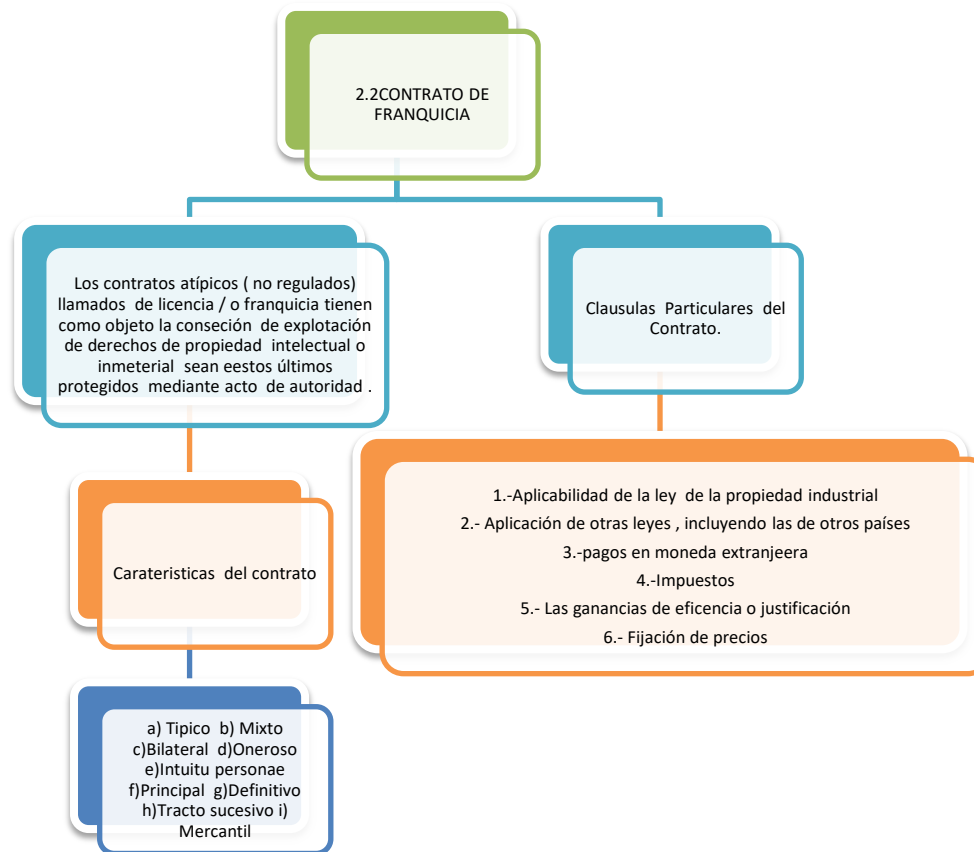 2.2CONTRATO DE
FRANQUICIA
Los contratos atípicos ( no regulados)
llamados de licencia / o franquicia tienen
como objeto la conseción de explotación
de derechos de propiedad intelectual o
inmeterial sean eestos últimos
protegidos mediante acto de autoridad .
Clausulas Particulares del
Contrato.
Carateristicas del contrato
1.-Aplicabilidad de la ley de la propiedad industrial
2.- Aplicación de otras leyes , incluyendo las de otros países
3.-pagos en moneda extranjeera
4.-Impuestos
5.- Las ganancias de eficencia o justificación
6.- Fijación de precios
a) Tipico b) Mixto
c)Bilateral d)Oneroso
e)Intuitu personae
f)Principal g)Definitivo
h)Tracto sucesivo i)
Mercantil